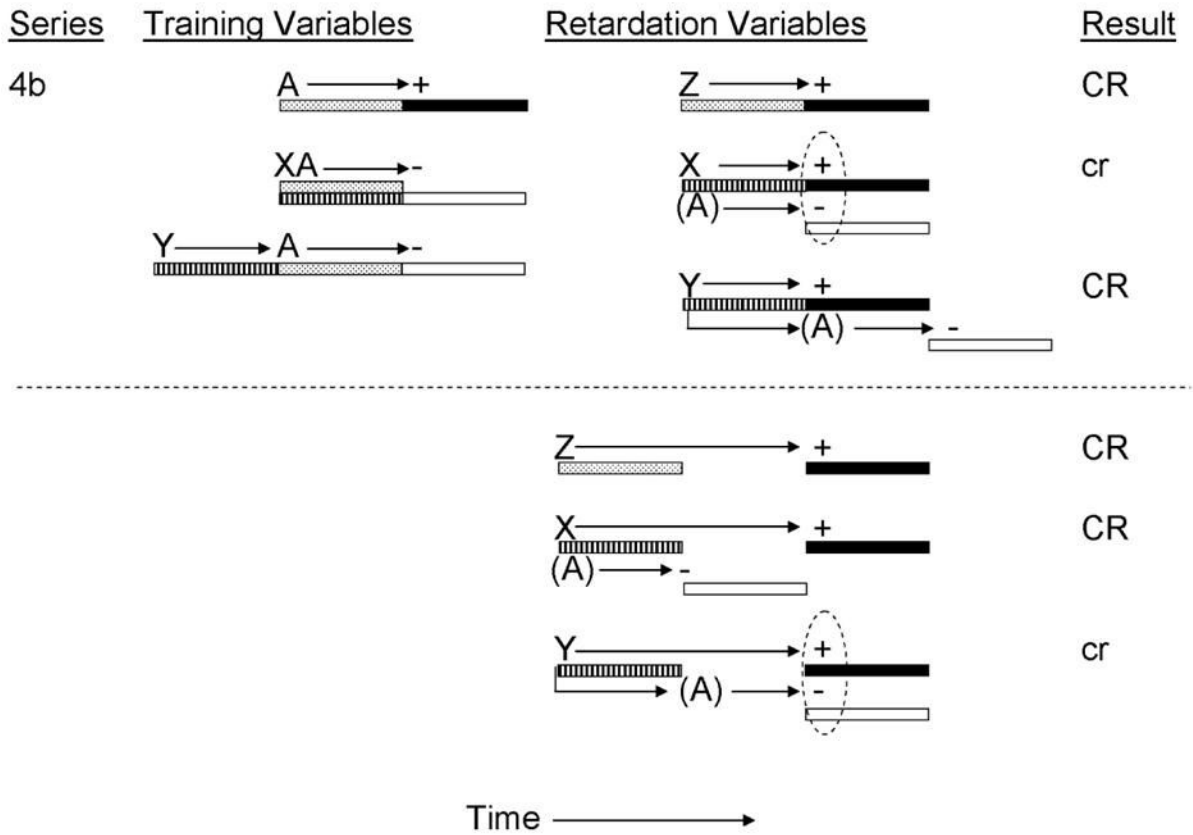 Series Training Variables Retardation Variables Result
4b A + Z + CR
XA - X + cr
(A) -
Y A - Y + CR
(A) -
Z + CR
X + CR
(A) -
Y + cr
(A) -
Time